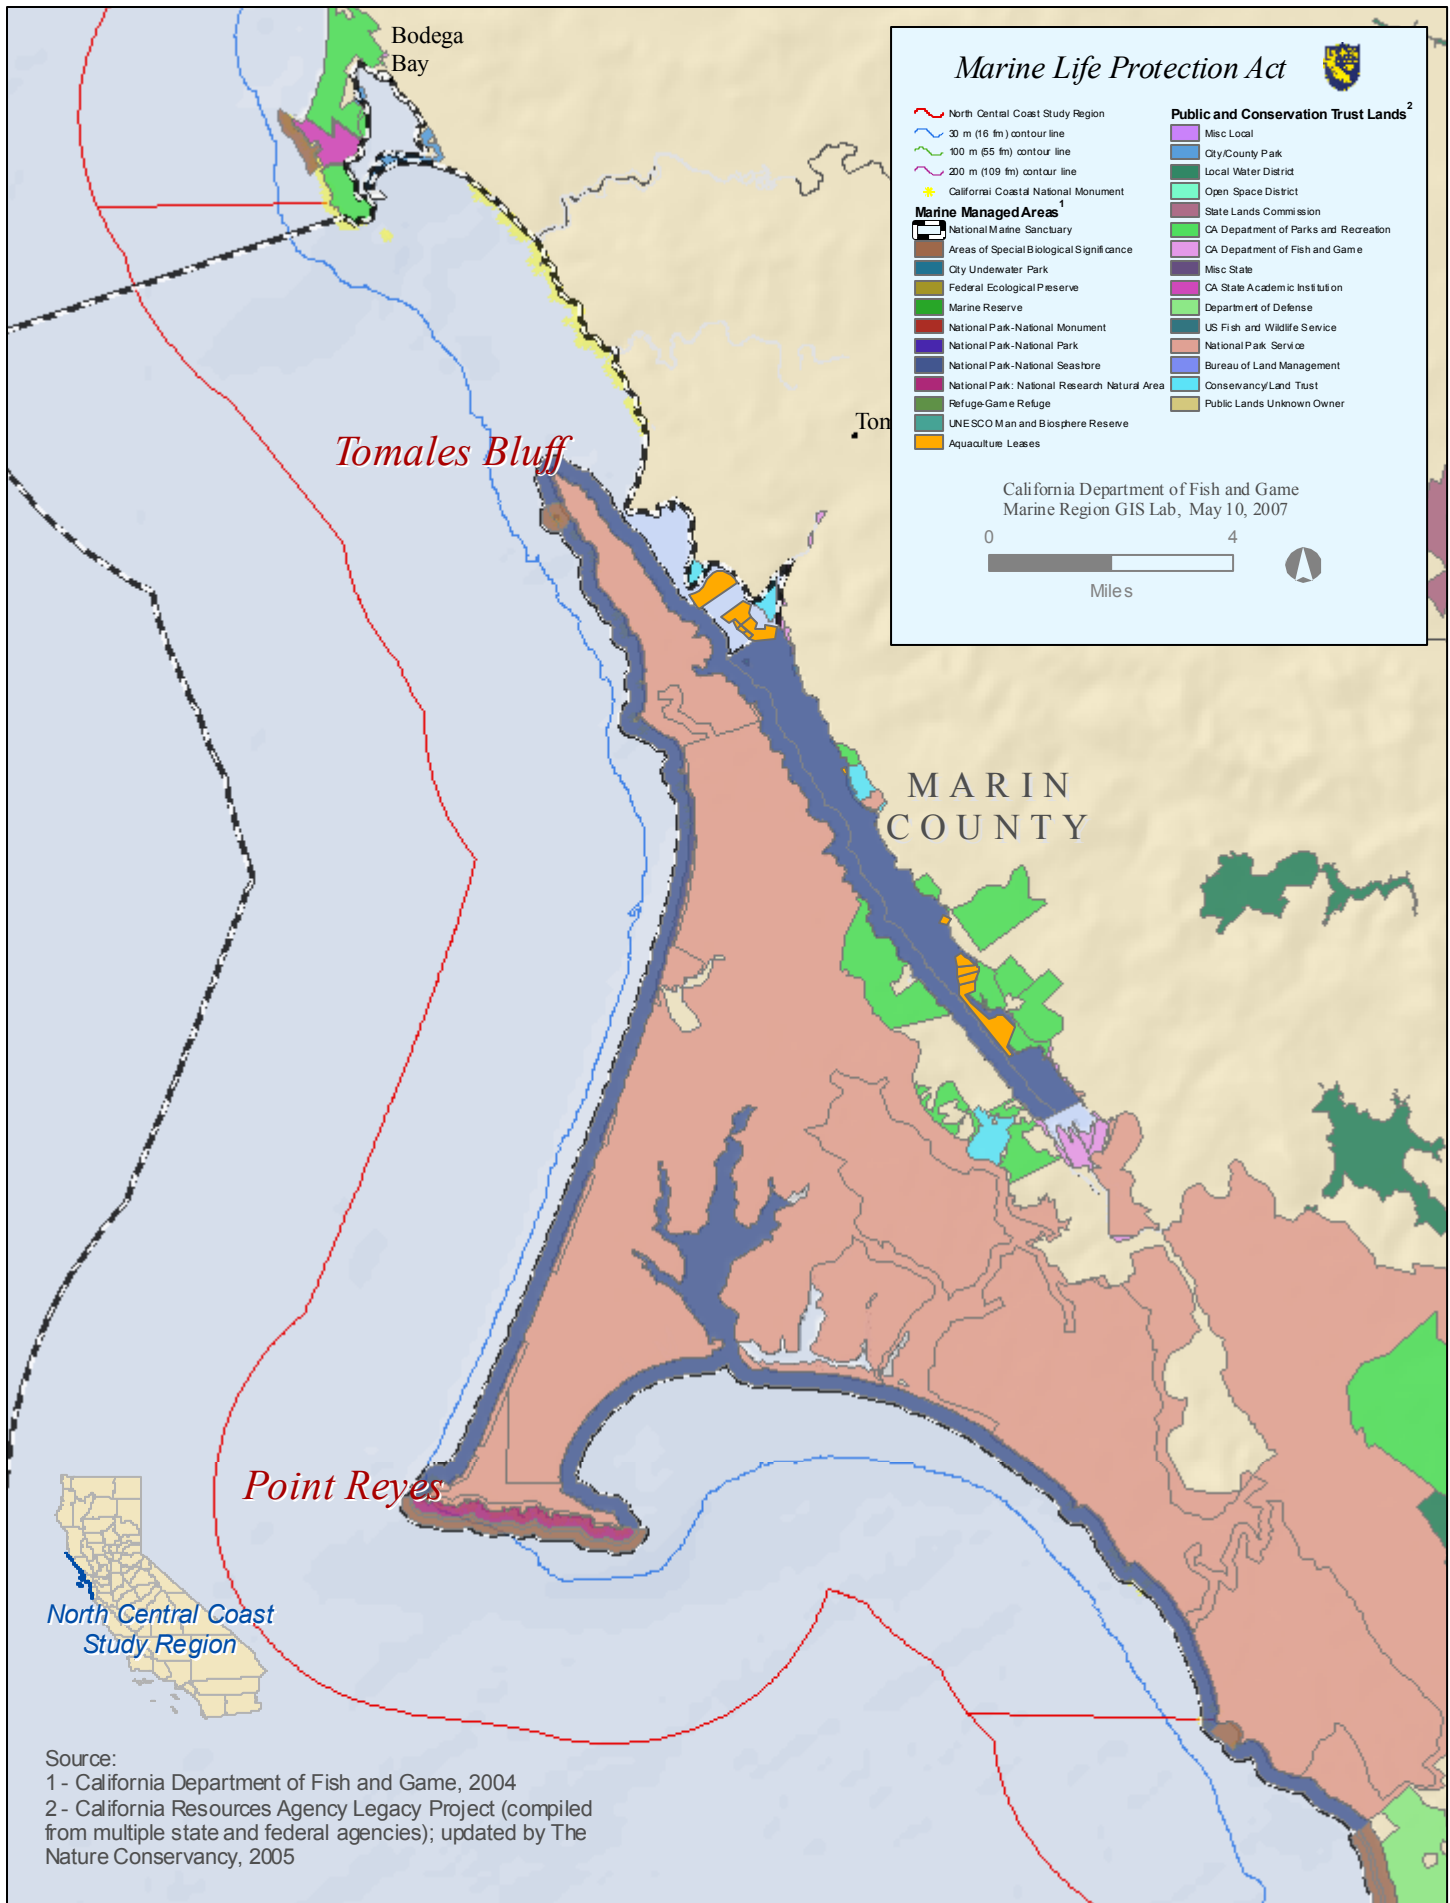 Bodega
Bay
Marine Life Protection Act
North Central Coast Study Region
30 m (16 fm) contour line
100 m (55 fm) contour line
200 m (109 fm) contour line
Californai Coastal National Monument
Marine Managed Areas 1
National Marine Sanctuary
Areas of Special Biological Significance
City Underwater Park
Federal Ecological Preserve
Marine Reserve
National Park-National Monument
National Park-National Park
National Park-National Seashore
National Park: National Research Natural Area
Refuge-Game Refuge
UNESCO Man and Biosphere Reserve
Aquaculture Leases
Public and Conservation Trust Lands 2
Misc Local
City/County Park
Local Water District
Open Space District
State Lands Commission
CA Department of Parks and Recreation
CA Department of Fish and Game
Misc State
CA State Academic Institution
Department of Defense
US Fish and Wildlife Service
National Park Service
Bureau of Land Management
Conservancy/Land Trust
Public Lands Unknown Owner
California Department of Fish and Game
Marine Region GIS Lab, May 10, 2007
0 4
Miles
Tom
Tomales Bluff
MARIN
COUNTY
Point Reyes
North Central Coast
Study Region
Source:
1 - California Department of Fish and Game, 2004
2 - California Resources Agency Legacy Project (compiled
from multiple state and federal agencies); updated by The
Nature Conservancy, 2005